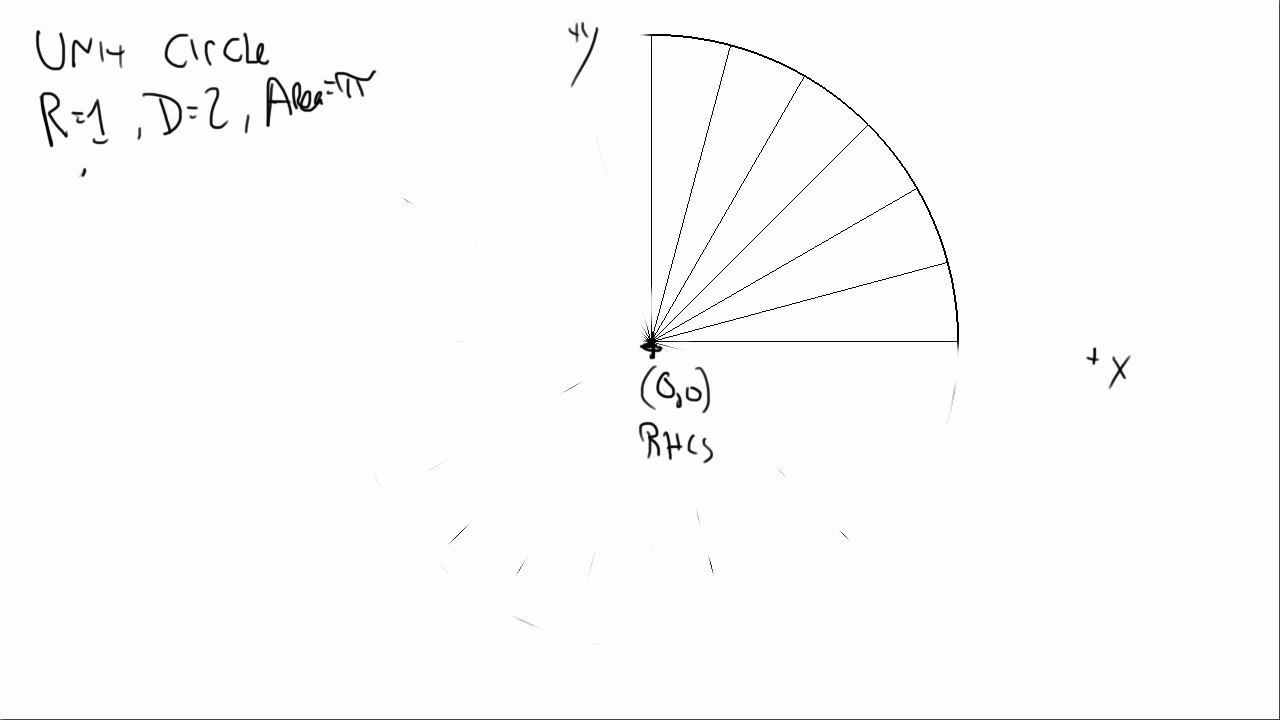 UNit CIrcle
R=1, D=2, Area=π
+y
+x
(0,0)
RHCS